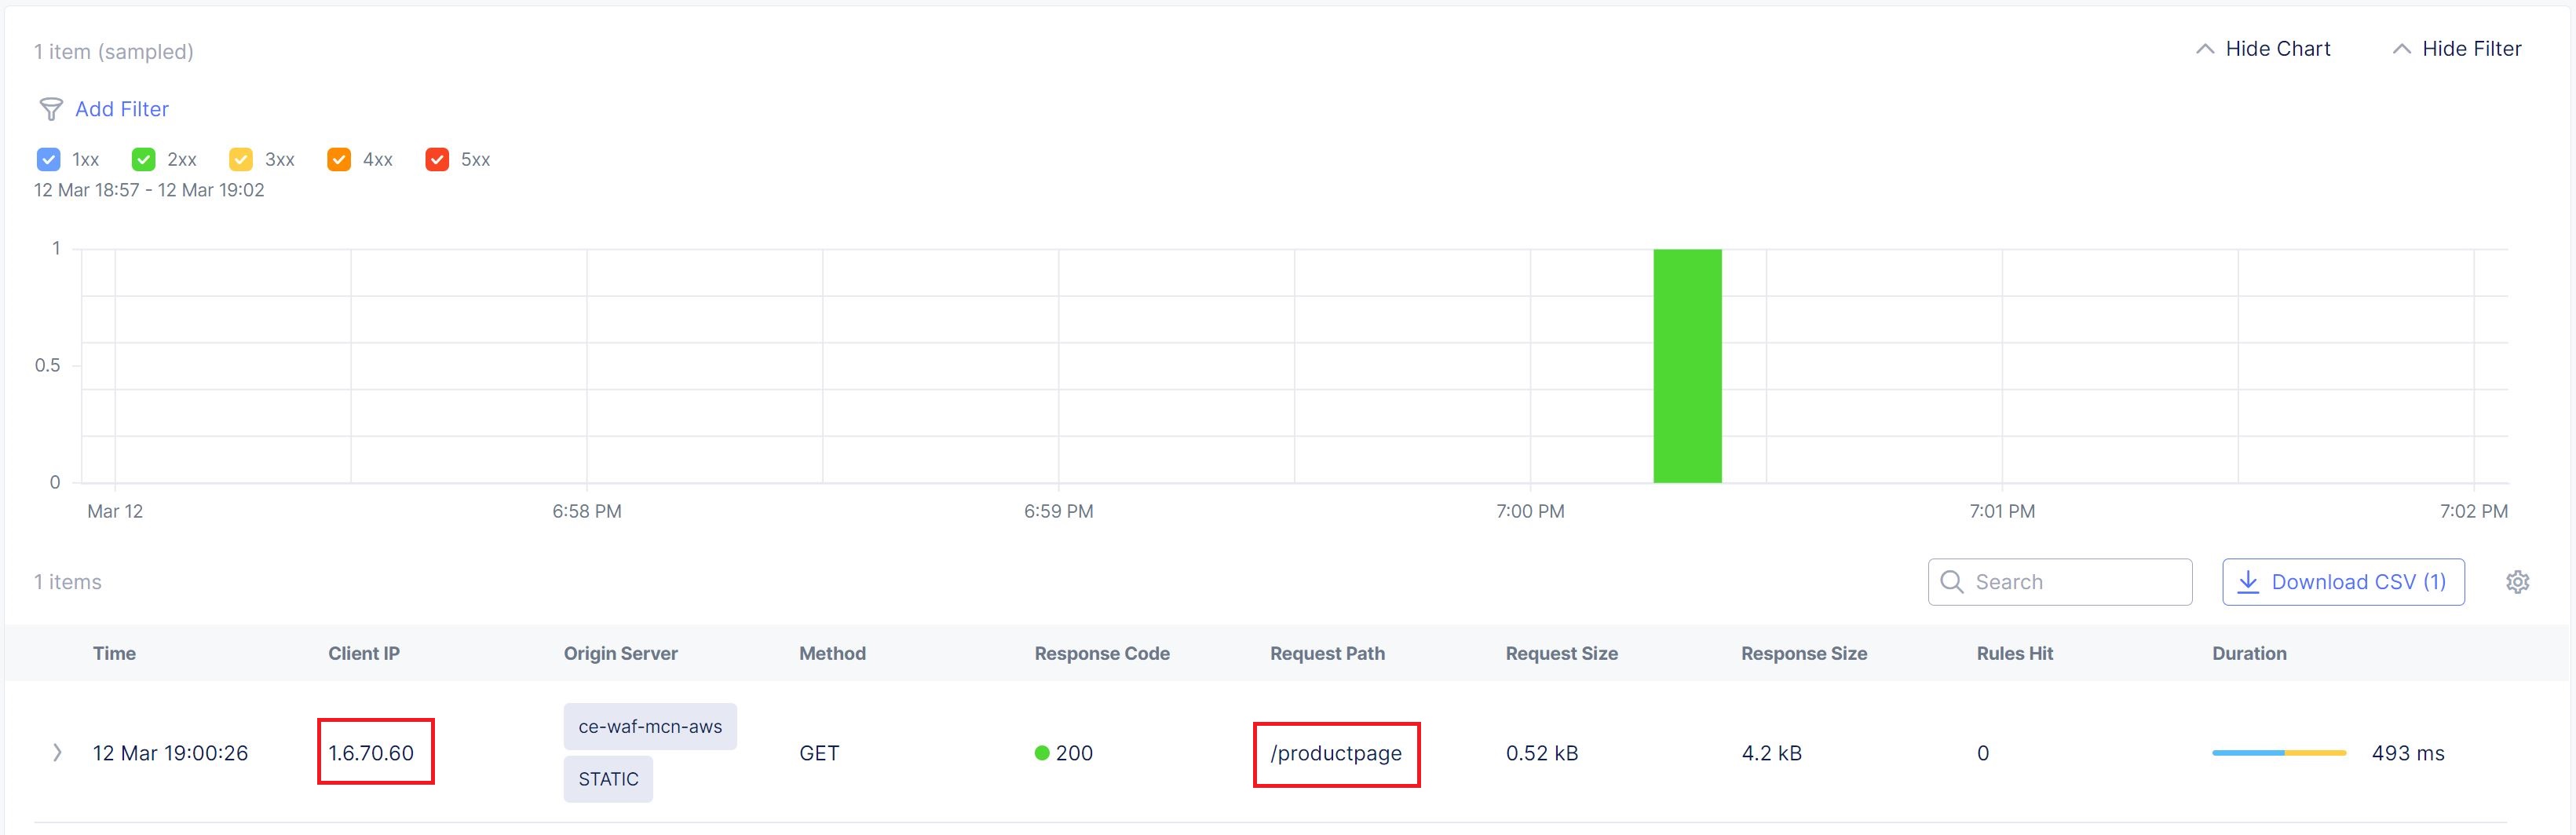 1 item (sampled)
Hide Chart
Hide Filter
Add Filter
1xx 2xx 3xx 4xx 5xx
12 Mar 18:57 - 12 Mar 19:02
1
0.5
0
Mar 12 6:58 PM 6:59 PM 7:00 PM 7:01 PM 7:02 PM
1 items
Search
Download CSV (1)
Time Client IP Origin Server Method Response Code Request Path Request Size Response Size Rules Hit Duration
ce-waf-mcn-aws
12 Mar 19:00:26 1.6.70.60 GET 200 /productpage 0.52 kB 4.2 kB 0 493 ms
STATIC